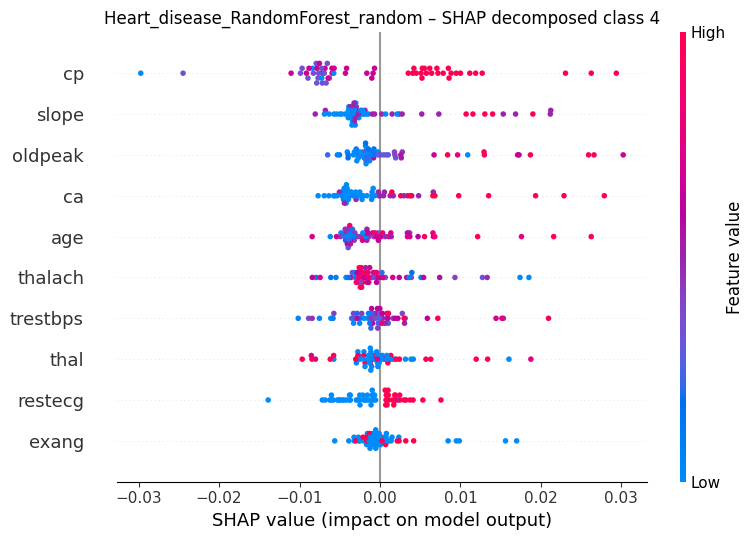 Heart_disease_RandomForest_random – SHAP decomposed class 4
High
cp
slope
oldpeak
ca
age
thalach
trestbps
thal
restecg
exang
Feature value
Low
−0.03 −0.02 −0.01 0.00 0.01 0.02 0.03
SHAP value (impact on model output)